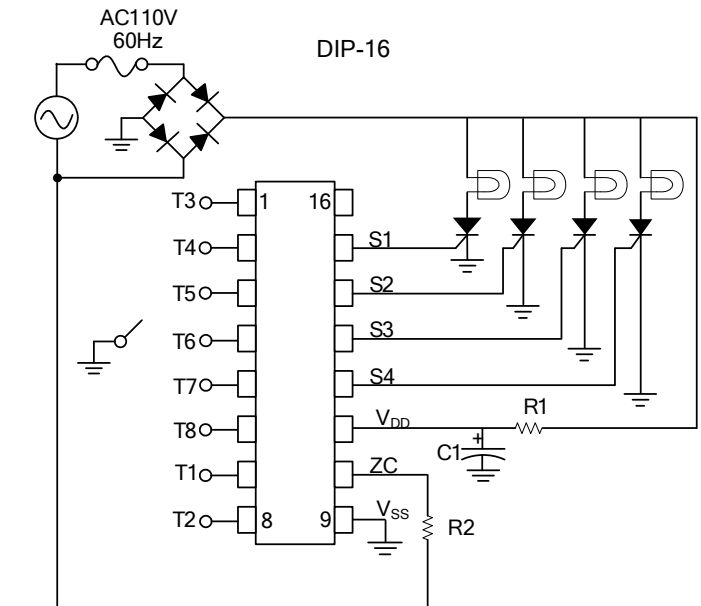 AC110V
60Hz
DIP-16
T3
1
16
T4
S1
T5
S2
T6
S3
T7
S4
T8
VDD
R1
C1
+
T1
ZC
T2
8
9
VSS
R2